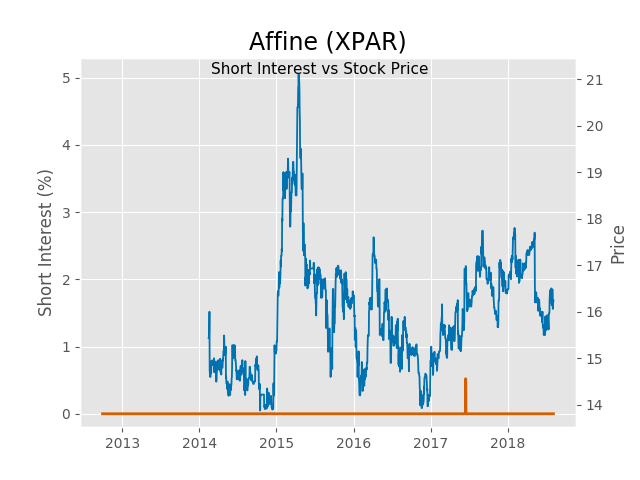 Affine (XPAR)
Short Interest vs Stock Price
Short Interest (%)
5
4
3
2
1
0
21
20
19
18
17
16
15
14
Price
2013 2014 2015 2016 2017 2018